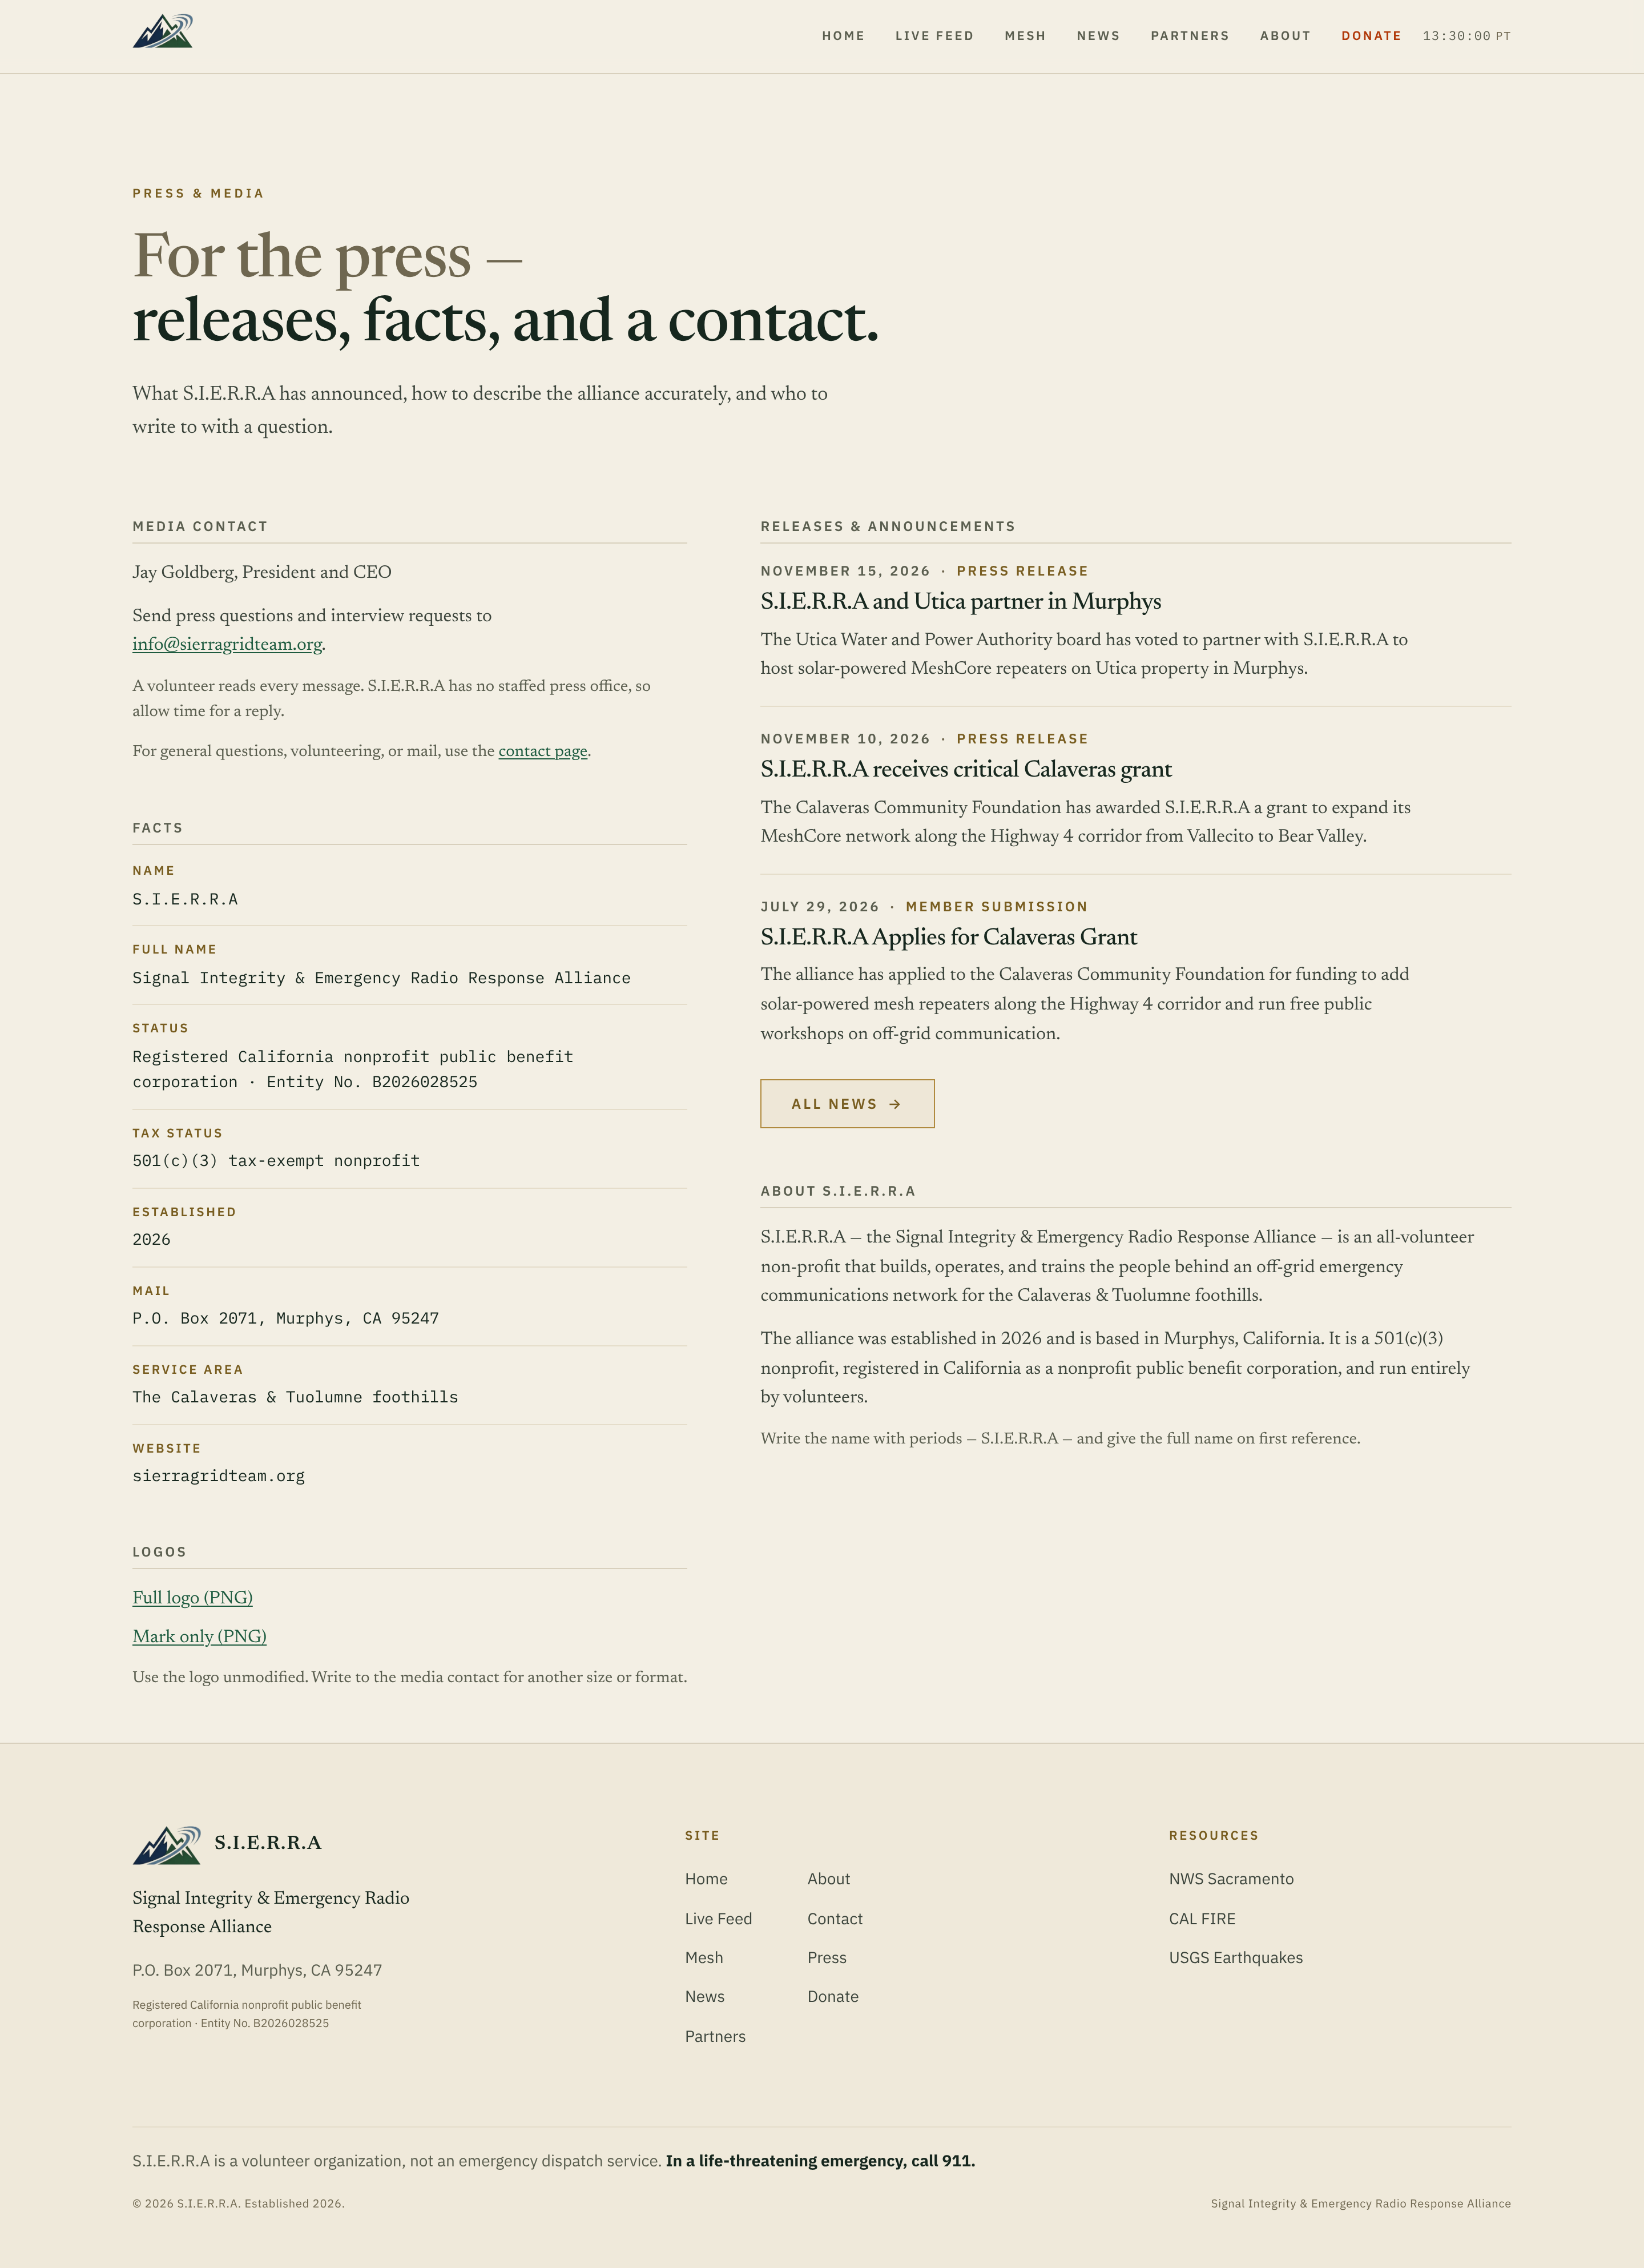 HOME LIVE FEED MESH NEWS PARTNERS ABOUT DONATE 13:30:00 PT
PRESS & MEDIA
For the press —
releases, facts, and a contact.
What S.I.E.R.R.A has announced, how to describe the alliance accurately, and who to
write to with a question.
MEDIA CONTACT
Jay Goldberg, President and CEO
Send press questions and interview requests to
info@sierragridteam.org.
A volunteer reads every message. S.I.E.R.R.A has no staffed press office, so
allow time for a reply.
For general questions, volunteering, or mail, use the contact page.
FACTS
NAME
S.I.E.R.R.A
FULL NAME
Signal Integrity & Emergency Radio Response Alliance
STATUS
Registered California nonprofit public benefit
corporation · Entity No. B2026028525
TAX STATUS
501(c)(3) tax-exempt nonprofit
ESTABLISHED
2026
MAIL
P.O. Box 2071, Murphys, CA 95247
SERVICE AREA
The Calaveras & Tuolumne foothills
WEBSITE
sierragridteam.org
LOGOS
Full logo (PNG)
Mark only (PNG)
Use the logo unmodified. Write to the media contact for another size or format.
RELEASES & ANNOUNCEMENTS
NOVEMBER 15, 2026 · PRESS RELEASE
S.I.E.R.R.A and Utica partner in Murphys
The Utica Water and Power Authority board has voted to partner with S.I.E.R.R.A to
host solar-powered MeshCore repeaters on Utica property in Murphys.
NOVEMBER 10, 2026 · PRESS RELEASE
S.I.E.R.R.A receives critical Calaveras grant
The Calaveras Community Foundation has awarded S.I.E.R.R.A a grant to expand its
MeshCore network along the Highway 4 corridor from Vallecito to Bear Valley.
JULY 29, 2026 · MEMBER SUBMISSION
S.I.E.R.R.A Applies for Calaveras Grant
The alliance has applied to the Calaveras Community Foundation for funding to add
solar-powered mesh repeaters along the Highway 4 corridor and run free public
workshops on off-grid communication.
ALL NEWS →
ABOUT S.I.E.R.R.A
S.I.E.R.R.A — the Signal Integrity & Emergency Radio Response Alliance — is an all-volunteer
non-profit that builds, operates, and trains the people behind an off-grid emergency
communications network for the Calaveras & Tuolumne foothills.
The alliance was established in 2026 and is based in Murphys, California. It is a 501(c)(3)
nonprofit, registered in California as a nonprofit public benefit corporation, and run entirely
by volunteers.
Write the name with periods — S.I.E.R.R.A — and give the full name on first reference.
S.I.E.R.R.A
Signal Integrity & Emergency Radio
Response Alliance
P.O. Box 2071, Murphys, CA 95247
Registered California nonprofit public benefit
corporation · Entity No. B2026028525
SITE
Home
Live Feed
Mesh
News
Partners
About
Contact
Press
Donate
RESOURCES
NWS Sacramento
CAL FIRE
USGS Earthquakes
S.I.E.R.R.A is a volunteer organization, not an emergency dispatch service. In a life-threatening emergency, call 911.
© 2026 S.I.E.R.R.A. Established 2026.
Signal Integrity & Emergency Radio Response Alliance